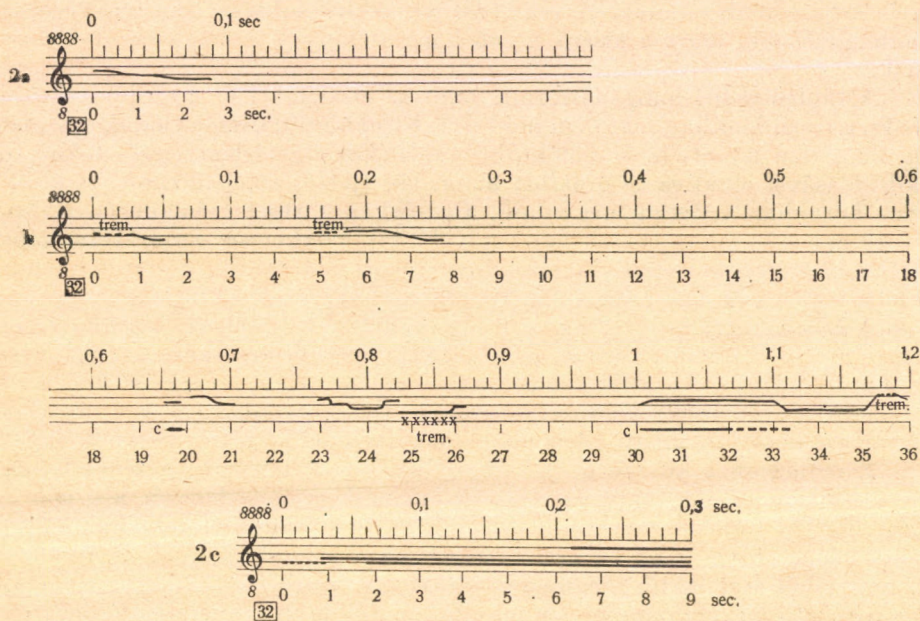 0 0,1 sec
8888
2a
0 1 2 3 sec.
8
32
0 0,1 0,2 0,3 0,4 0,5 0,6
8888
trem. trem.
b
0 1 2 3 4 5 6 7 8 9 10 11 12 13 14 15 16 17 18
8
32
0,6 0,7 0,8 0,9 1 1,1 1,2
trem.
xxxxxx
c trem. c
18 19 20 21 22 23 24 25 26 27 28 29 30 31 32 33 34 35 36
0 0,1 0,2 0,3 sec.
8888
2c
0 1 2 3 4 5 6 7 8 9 sec.
8
32